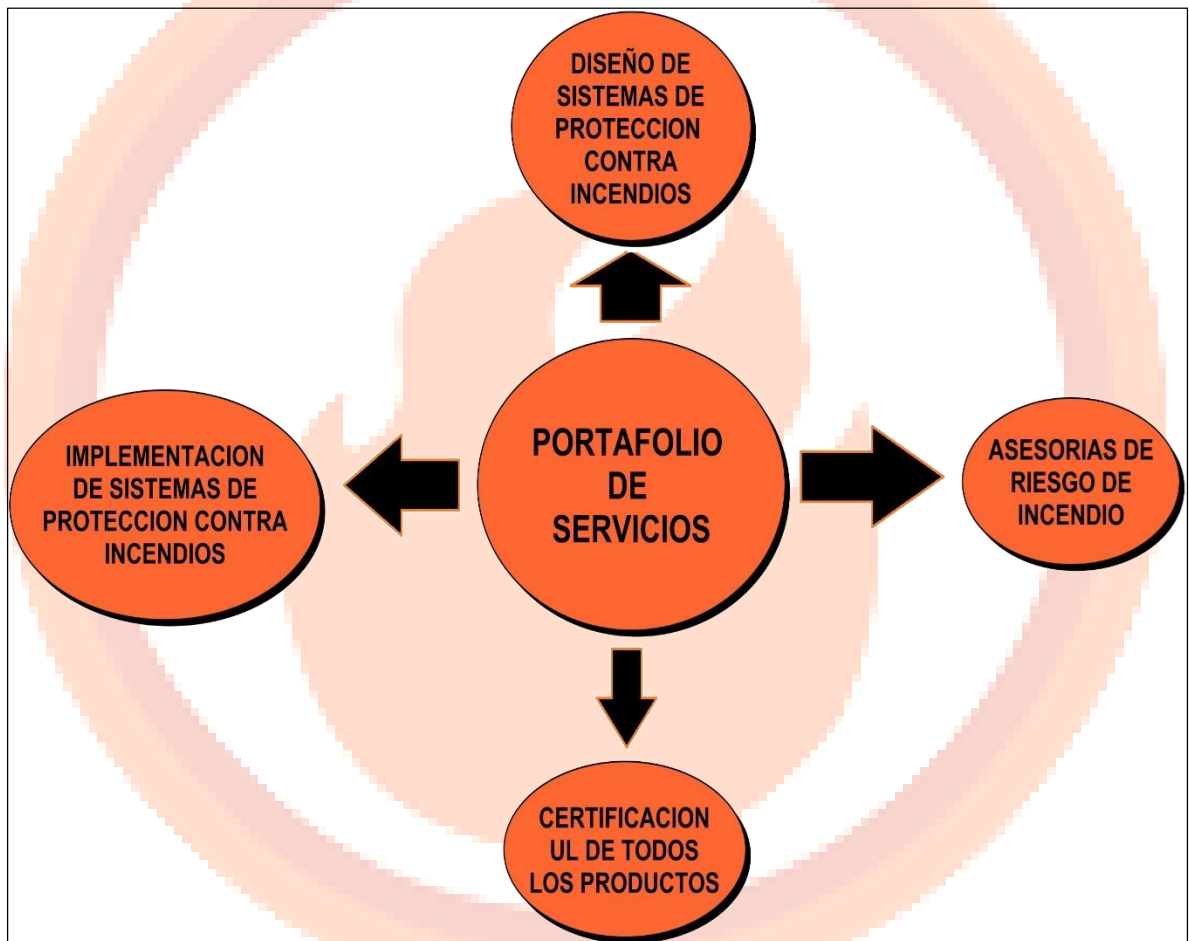 DISEÑO DE
SISTEMAS DE
PROTECCION
CONTRA
INCENDIOS
PORTAFOLIO
DE
SERVICIOS
IMPLEMENTACION
DE SISTEMAS DE
PROTECCION CONTRA
INCENDIOS
ASESORIAS DE
RIESGO DE
INCENDIO
CERTIFICACION
UL DE TODOS
LOS PRODUCTOS